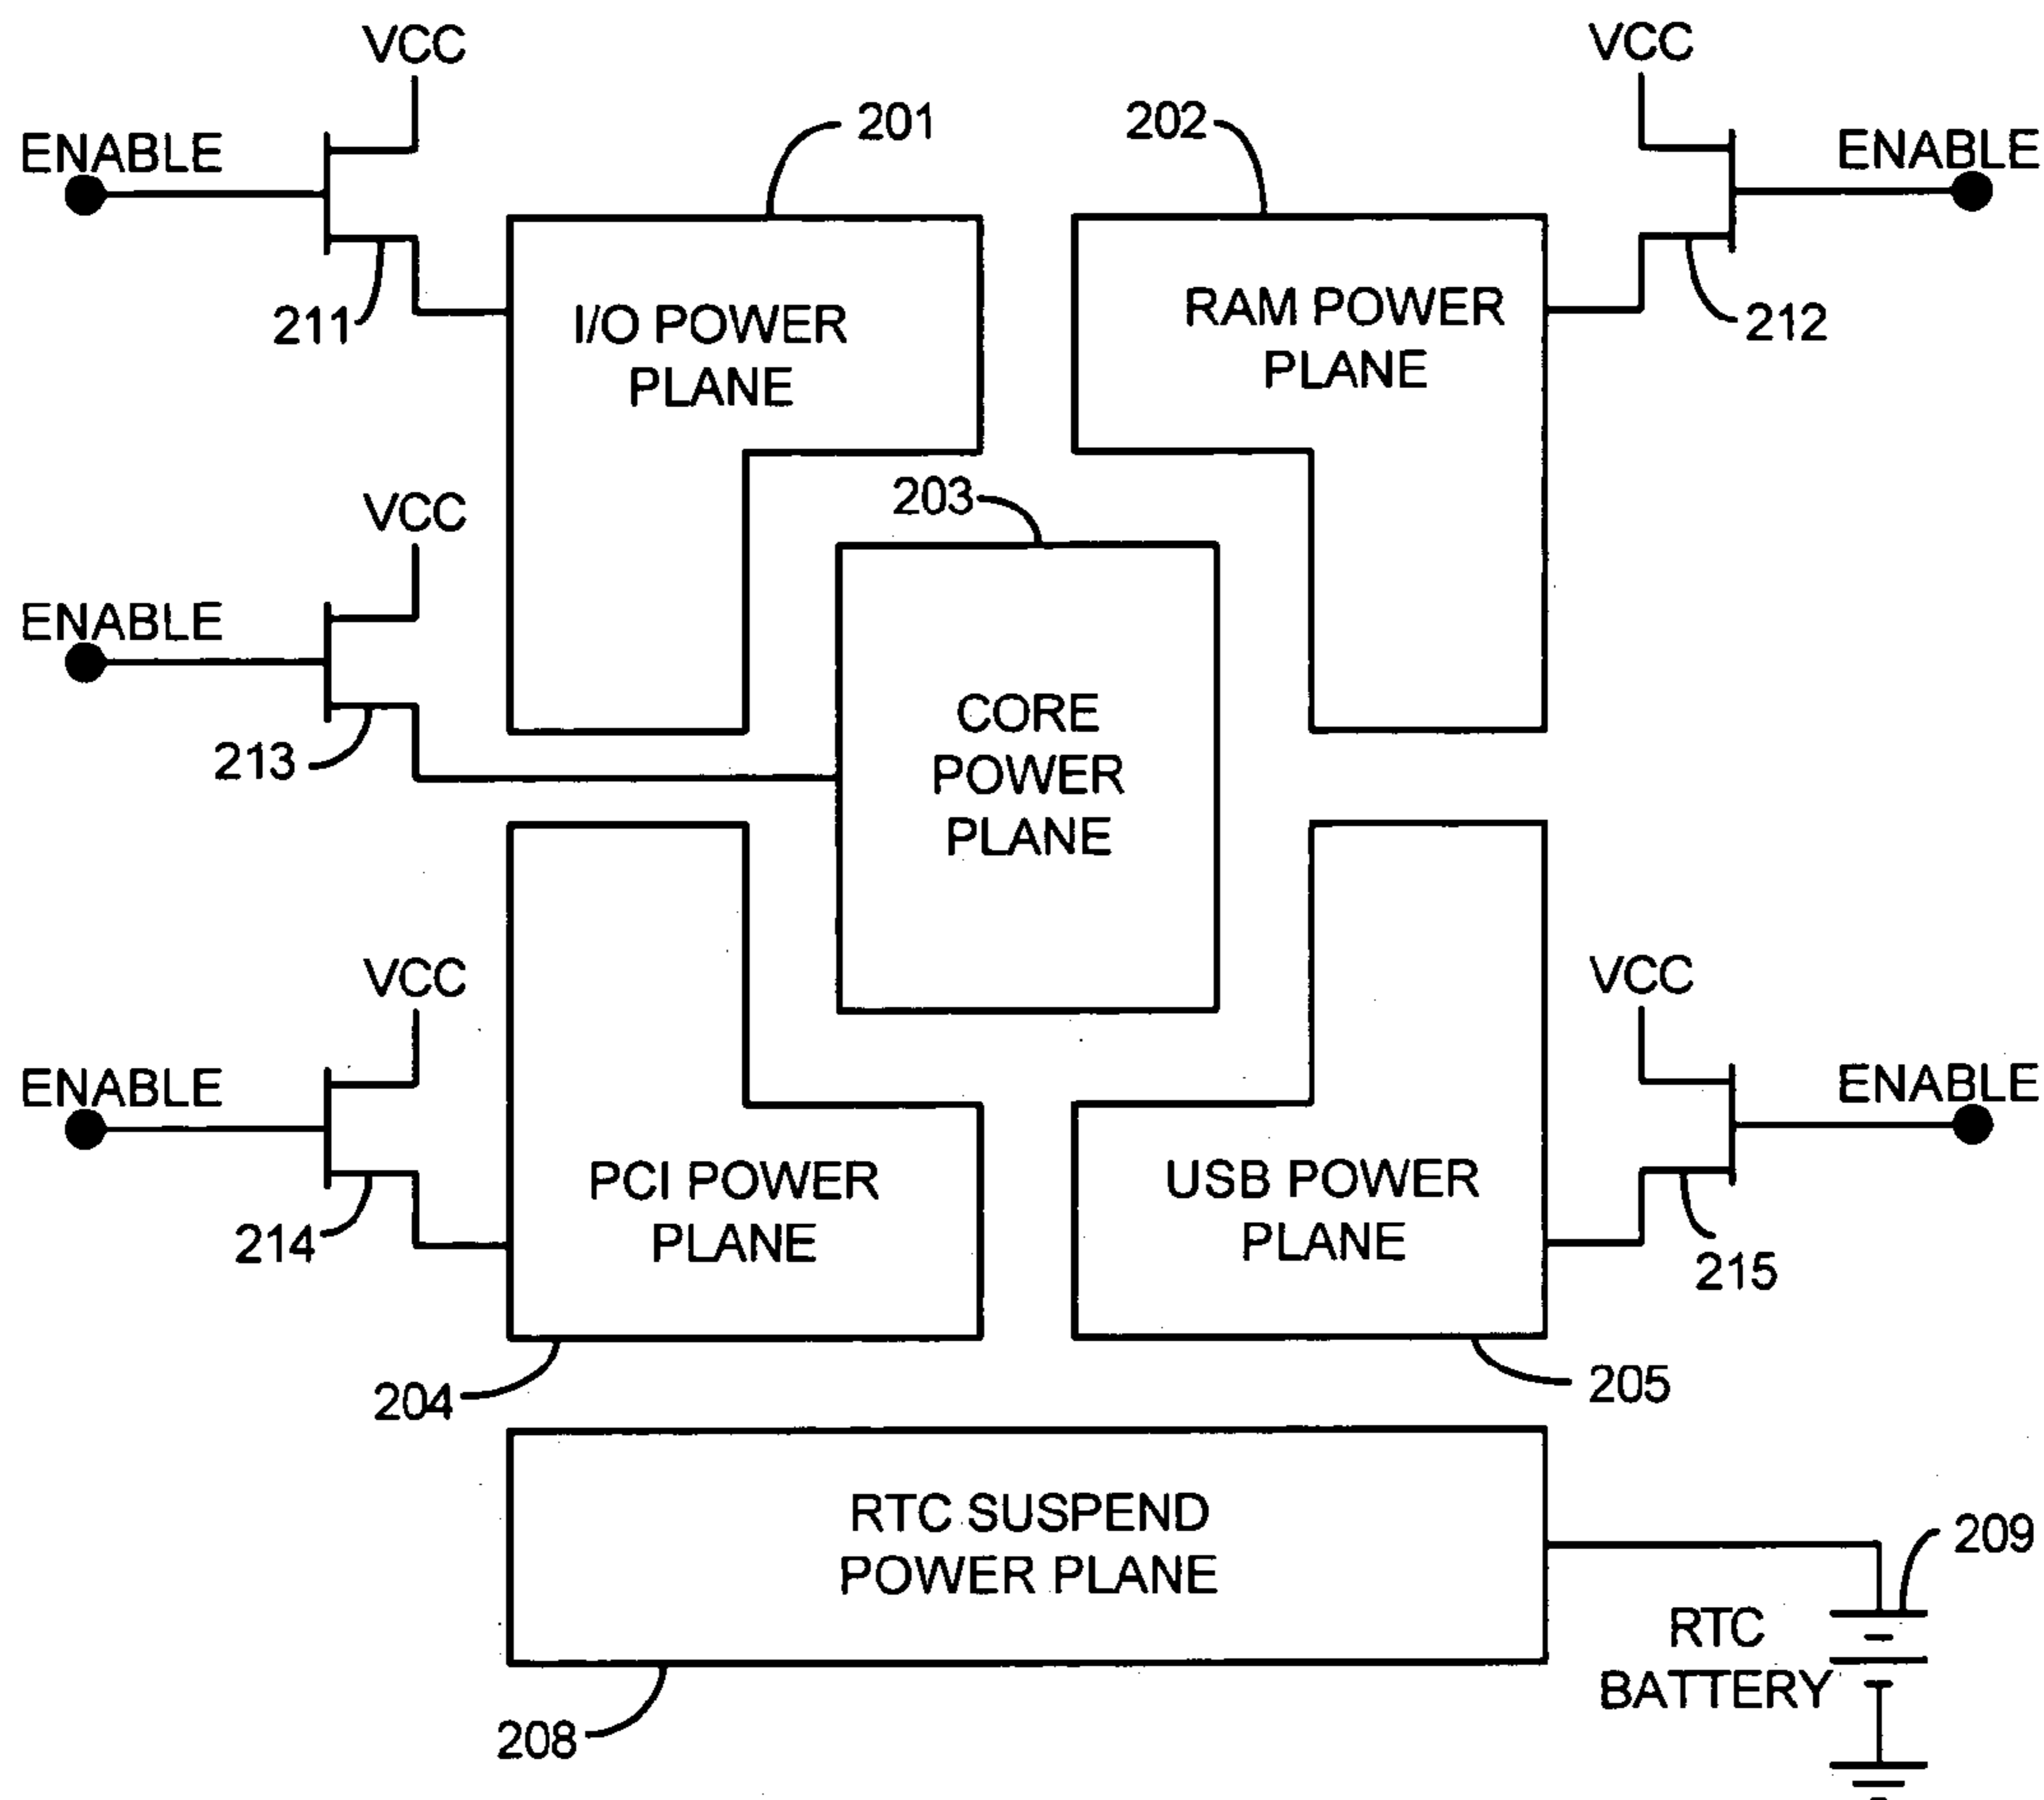 VCC
VCC
ENABLE
201
202
ENABLE
211
I/O POWER
PLANE
RAM POWER
PLANE
212
VCC
203
ENABLE
213
CORE
POWER
PLANE
VCC
VCC
ENABLE
ENABLE
214
PCI POWER
PLANE
USB POWER
PLANE
215
204
205
RTC SUSPEND
POWER PLANE
209
RTC
BATTERY
208